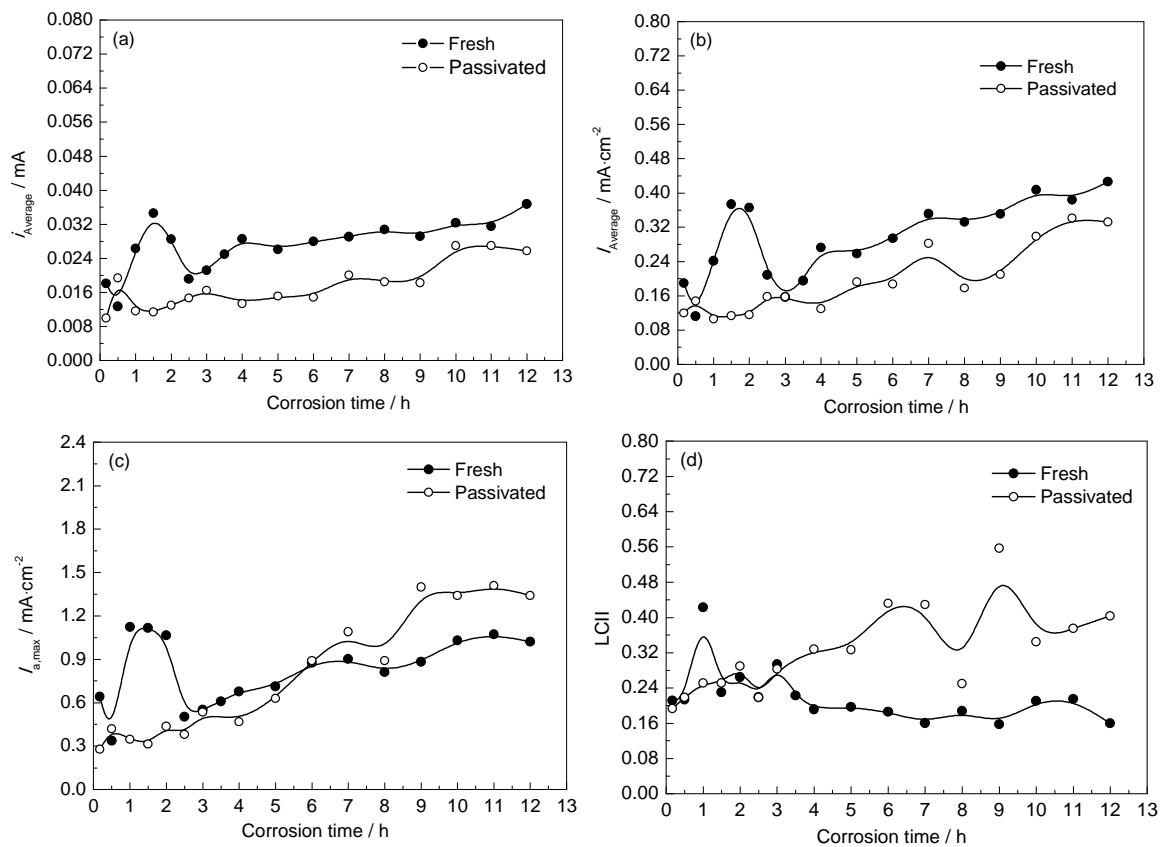 (a)
Fresh
Passivated
0.080
0.072
0.064
0.056
0.048
0.040
0.032
0.024
0.016
0.008
0.000
i Average / mA
0 1 2 3 4 5 6 7 8 9 10 11 12 13
Corrosion time / h
(b)
Fresh
Passivated
0.80
0.72
0.64
0.56
0.48
0.40
0.32
0.24
0.16
0.08
0.00
I Average / mA·cm-2
0 1 2 3 4 5 6 7 8 9 10 11 12 13
Corrosion time / h
(c)
Fresh
Passivated
2.4
2.1
1.8
1.5
1.2
0.9
0.6
0.3
0.0
I a,max / mA·cm-2
0 1 2 3 4 5 6 7 8 9 10 11 12 13
Corrosion time / h
(d)
Fresh
Passivated
0.80
0.72
0.64
0.56
0.48
0.40
0.32
0.24
0.16
0.08
0.00
LCII
0 1 2 3 4 5 6 7 8 9 10 11 12 13
Corrosion time / h